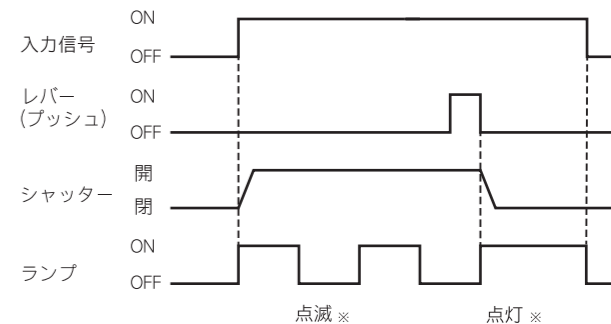 ON
入力信号
OFF
レバー
ON
(プッシュ)
OFF
開
シャッター
閉
ON
ランプ
OFF
点滅 ※
点灯 ※